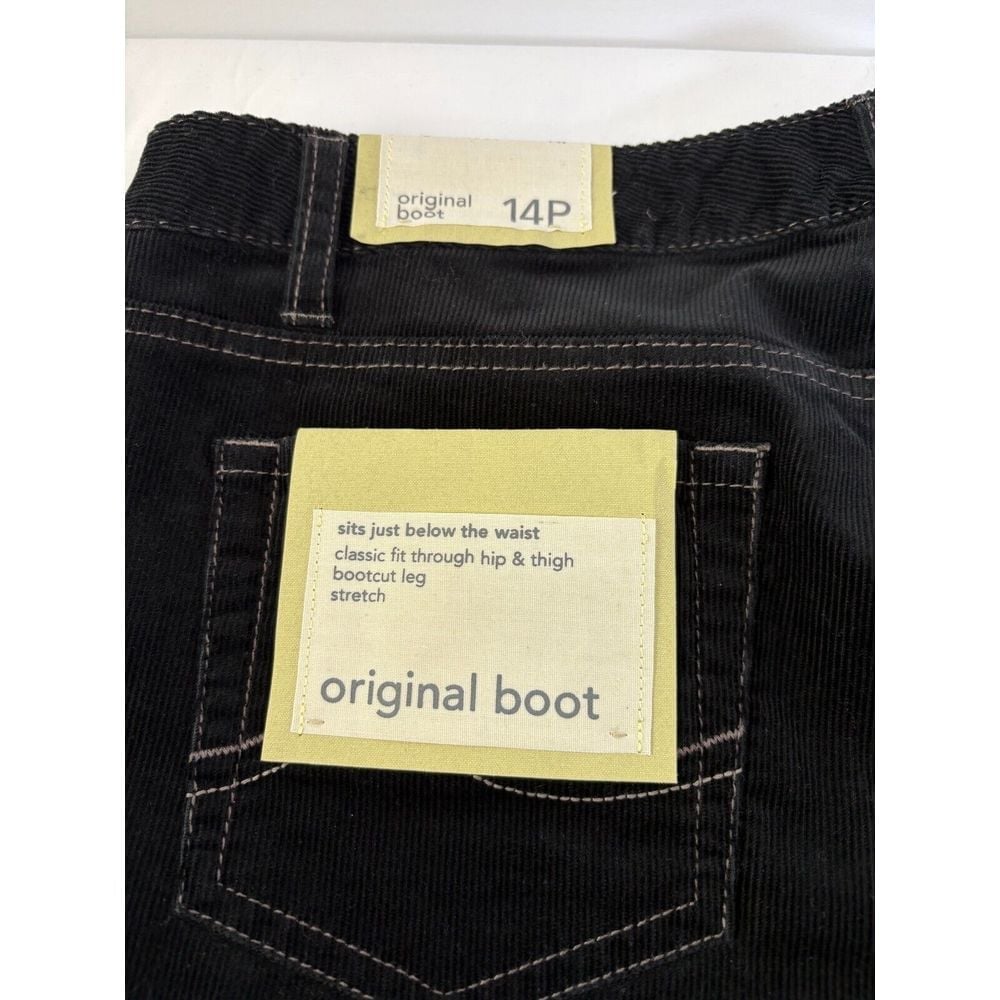 original
boot 14P
sits just below the waist
classic fit through hip & thigh
bootcut leg
stretch
original boot